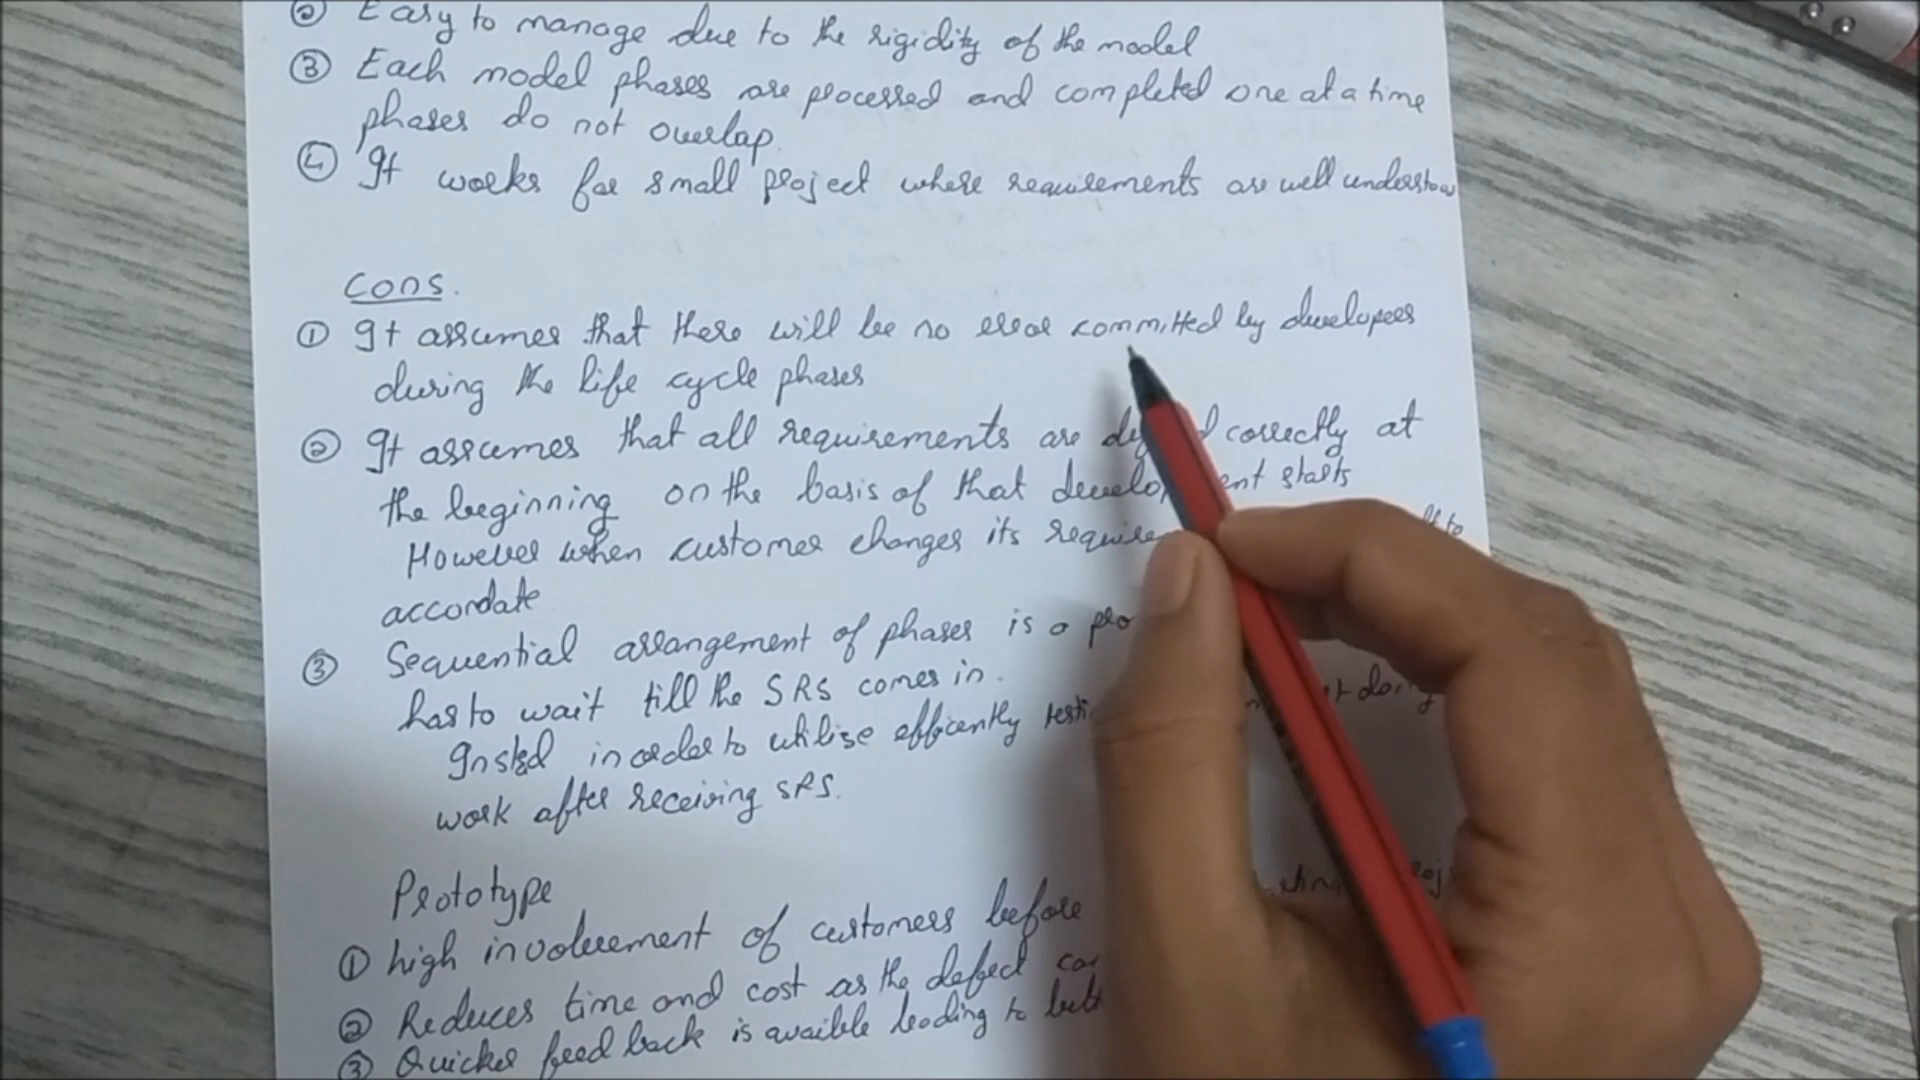 ② Easy to manage due to the rigidity of the model
③ Each model phases are processed and completed one at a time
phases do not overlap.
④ It works for small project where requirements are well understood
Cons.
① It assumes that there will be no error committed by developers
during the life cycle phases
② It assumes that all requirements are correctly at
the beginning on the basis of that starts
However when customer changes its to
accordate
③ Sequential arrangement of phases is a
has to wait till the SRS comes in.
in order to utilise efficently
work after receiving SRS.
Prototype
① high involvement of customers before
② Reduces time and cost as the defect
③ Quicker feed back is availble leading to